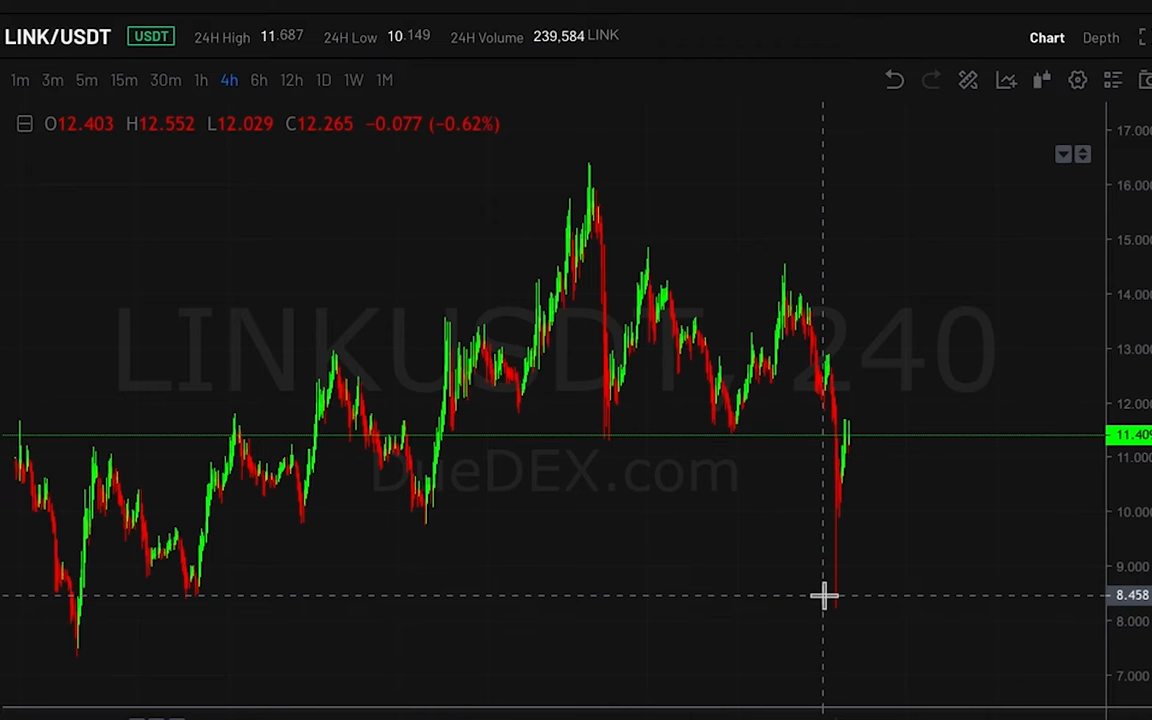 LINK/USDT USDT 24H High 11.687 24H Low 10.149 24H Volume 239,584 LINK Chart Depth
1m 3m 5m 15m 30m 1h 4h 6h 12h 1D 1W 1M
O12.403 H12.552 L12.029 C12.265 −0.077 (−0.62%)
17.000
16.000
15.000
14.000
13.000
LINKUSDT, 240
12.000
11.409
11.000
DueDEX.com
10.000
9.000
8.458
8.000
7.000